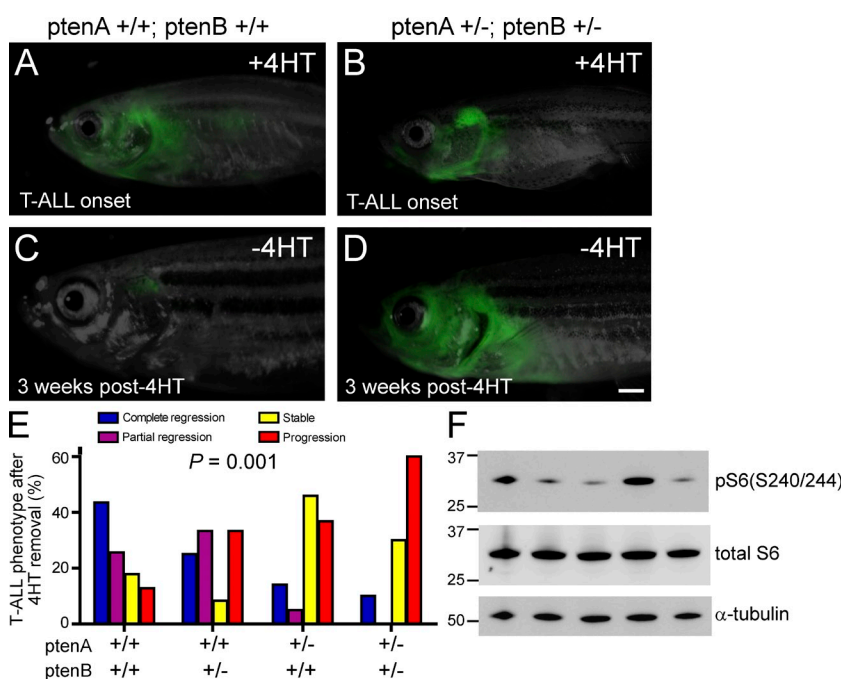 ptenA +/+; ptenB +/+
ptenA +/-; ptenB +/-
A
+4HT
T-ALL onset
B
+4HT
T-ALL onset
C
-4HT
3 weeks post-4HT
D
-4HT
3 weeks post-4HT
E
Complete regression
Stable
Partial regression
Progression
P = 0.001
T-ALL phenotype after
4HT removal (%)
60
40
20
0
ptenA +/+ +/+ +/- +/-
ptenB +/+ +/- +/+ +/-
F
37
25
pS6(S240/244)
37
25
total S6
50
α-tubulin